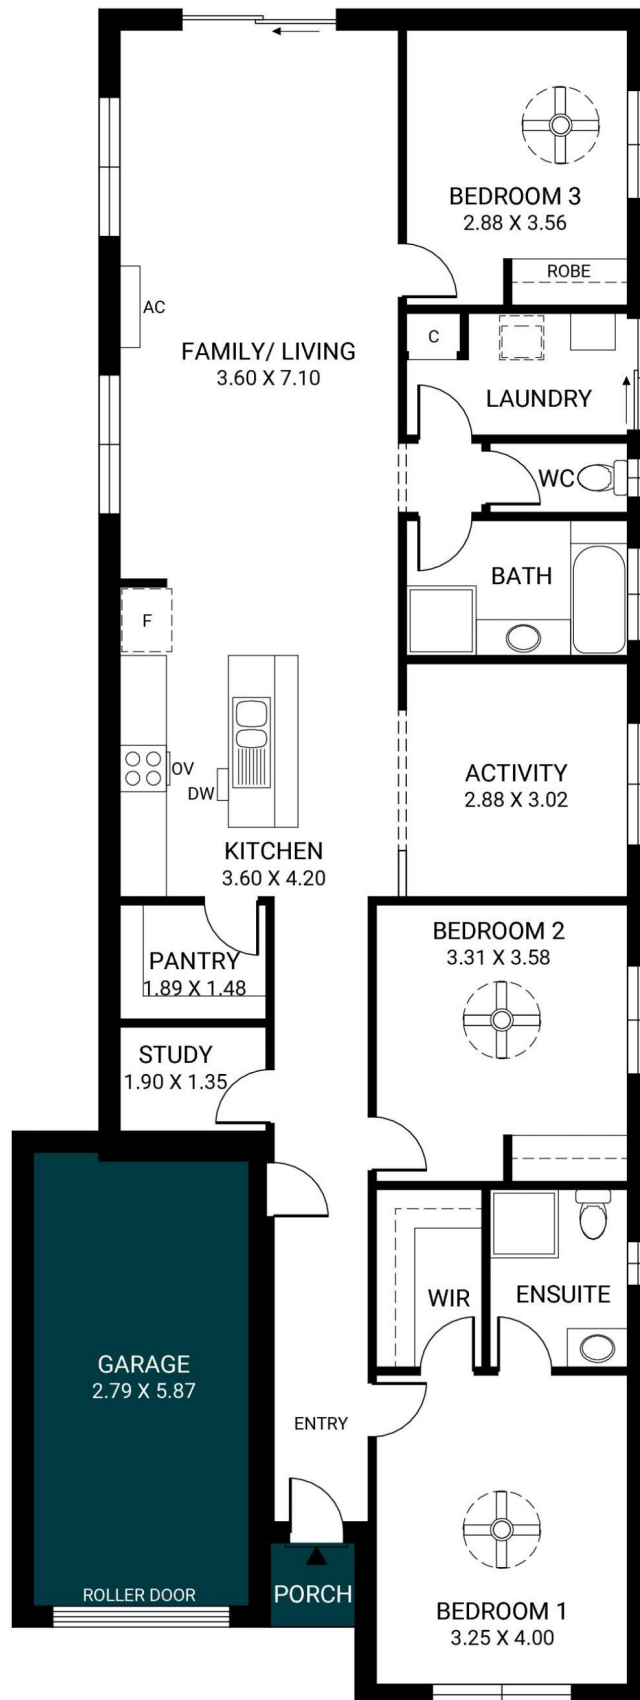 BEDROOM 3
2.88 X 3.56
ROBE
AC
C
FAMILY/ LIVING
3.60 X 7.10
LAUNDRY
WC
BATH
F
OV
DW
ACTIVITY
2.88 X 3.02
KITCHEN
3.60 X 4.20
BEDROOM 2
3.31 X 3.58
PANTRY
1.89 X 1.48
STUDY
1.90 X 1.35
WIR
ENSUITE
GARAGE
2.79 X 5.87
ENTRY
ROLLER DOOR
PORCH
BEDROOM 1
3.25 X 4.00